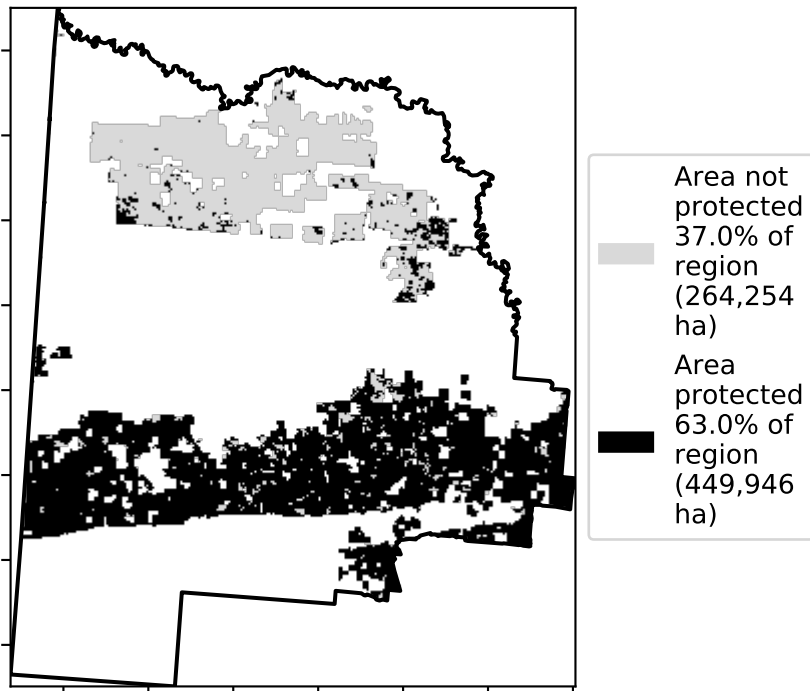 Area not
protected
37.0% of
region
(264,254
ha)
Area
protected
63.0% of
region
(449,946
ha)